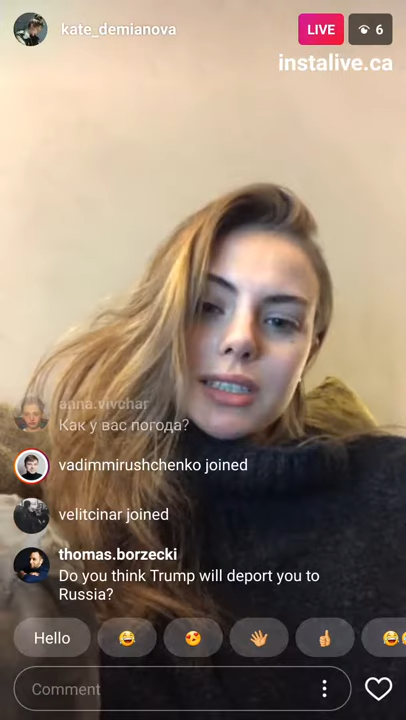 kate_demianova
LIVE
6
instalive.ca
anna.vivchar
Как у вас погода?
vadimmirushchenko joined
velitcinar joined
thomas.borzecki
Do you think Trump will deport you to
Russia?
Hello
Comment